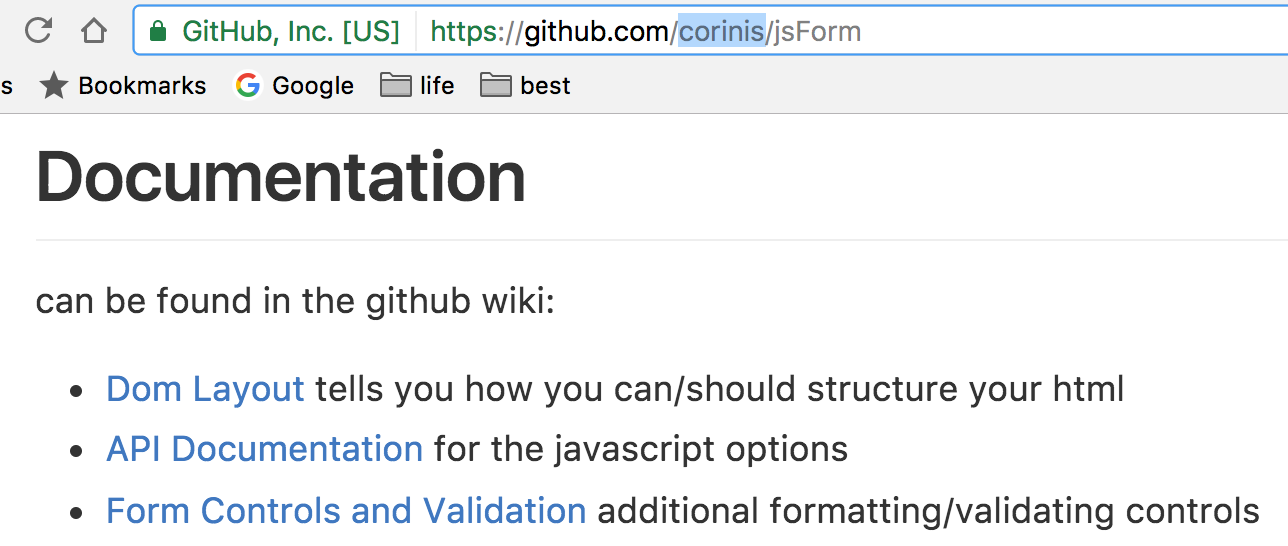 GitHub, Inc. [US] https://github.com/corinis/jsForm
s Bookmarks Google life best
Documentation
can be found in the github wiki:
Dom Layout tells you how you can/should structure your html
API Documentation for the javascript options
Form Controls and Validation additional formatting/validating controls